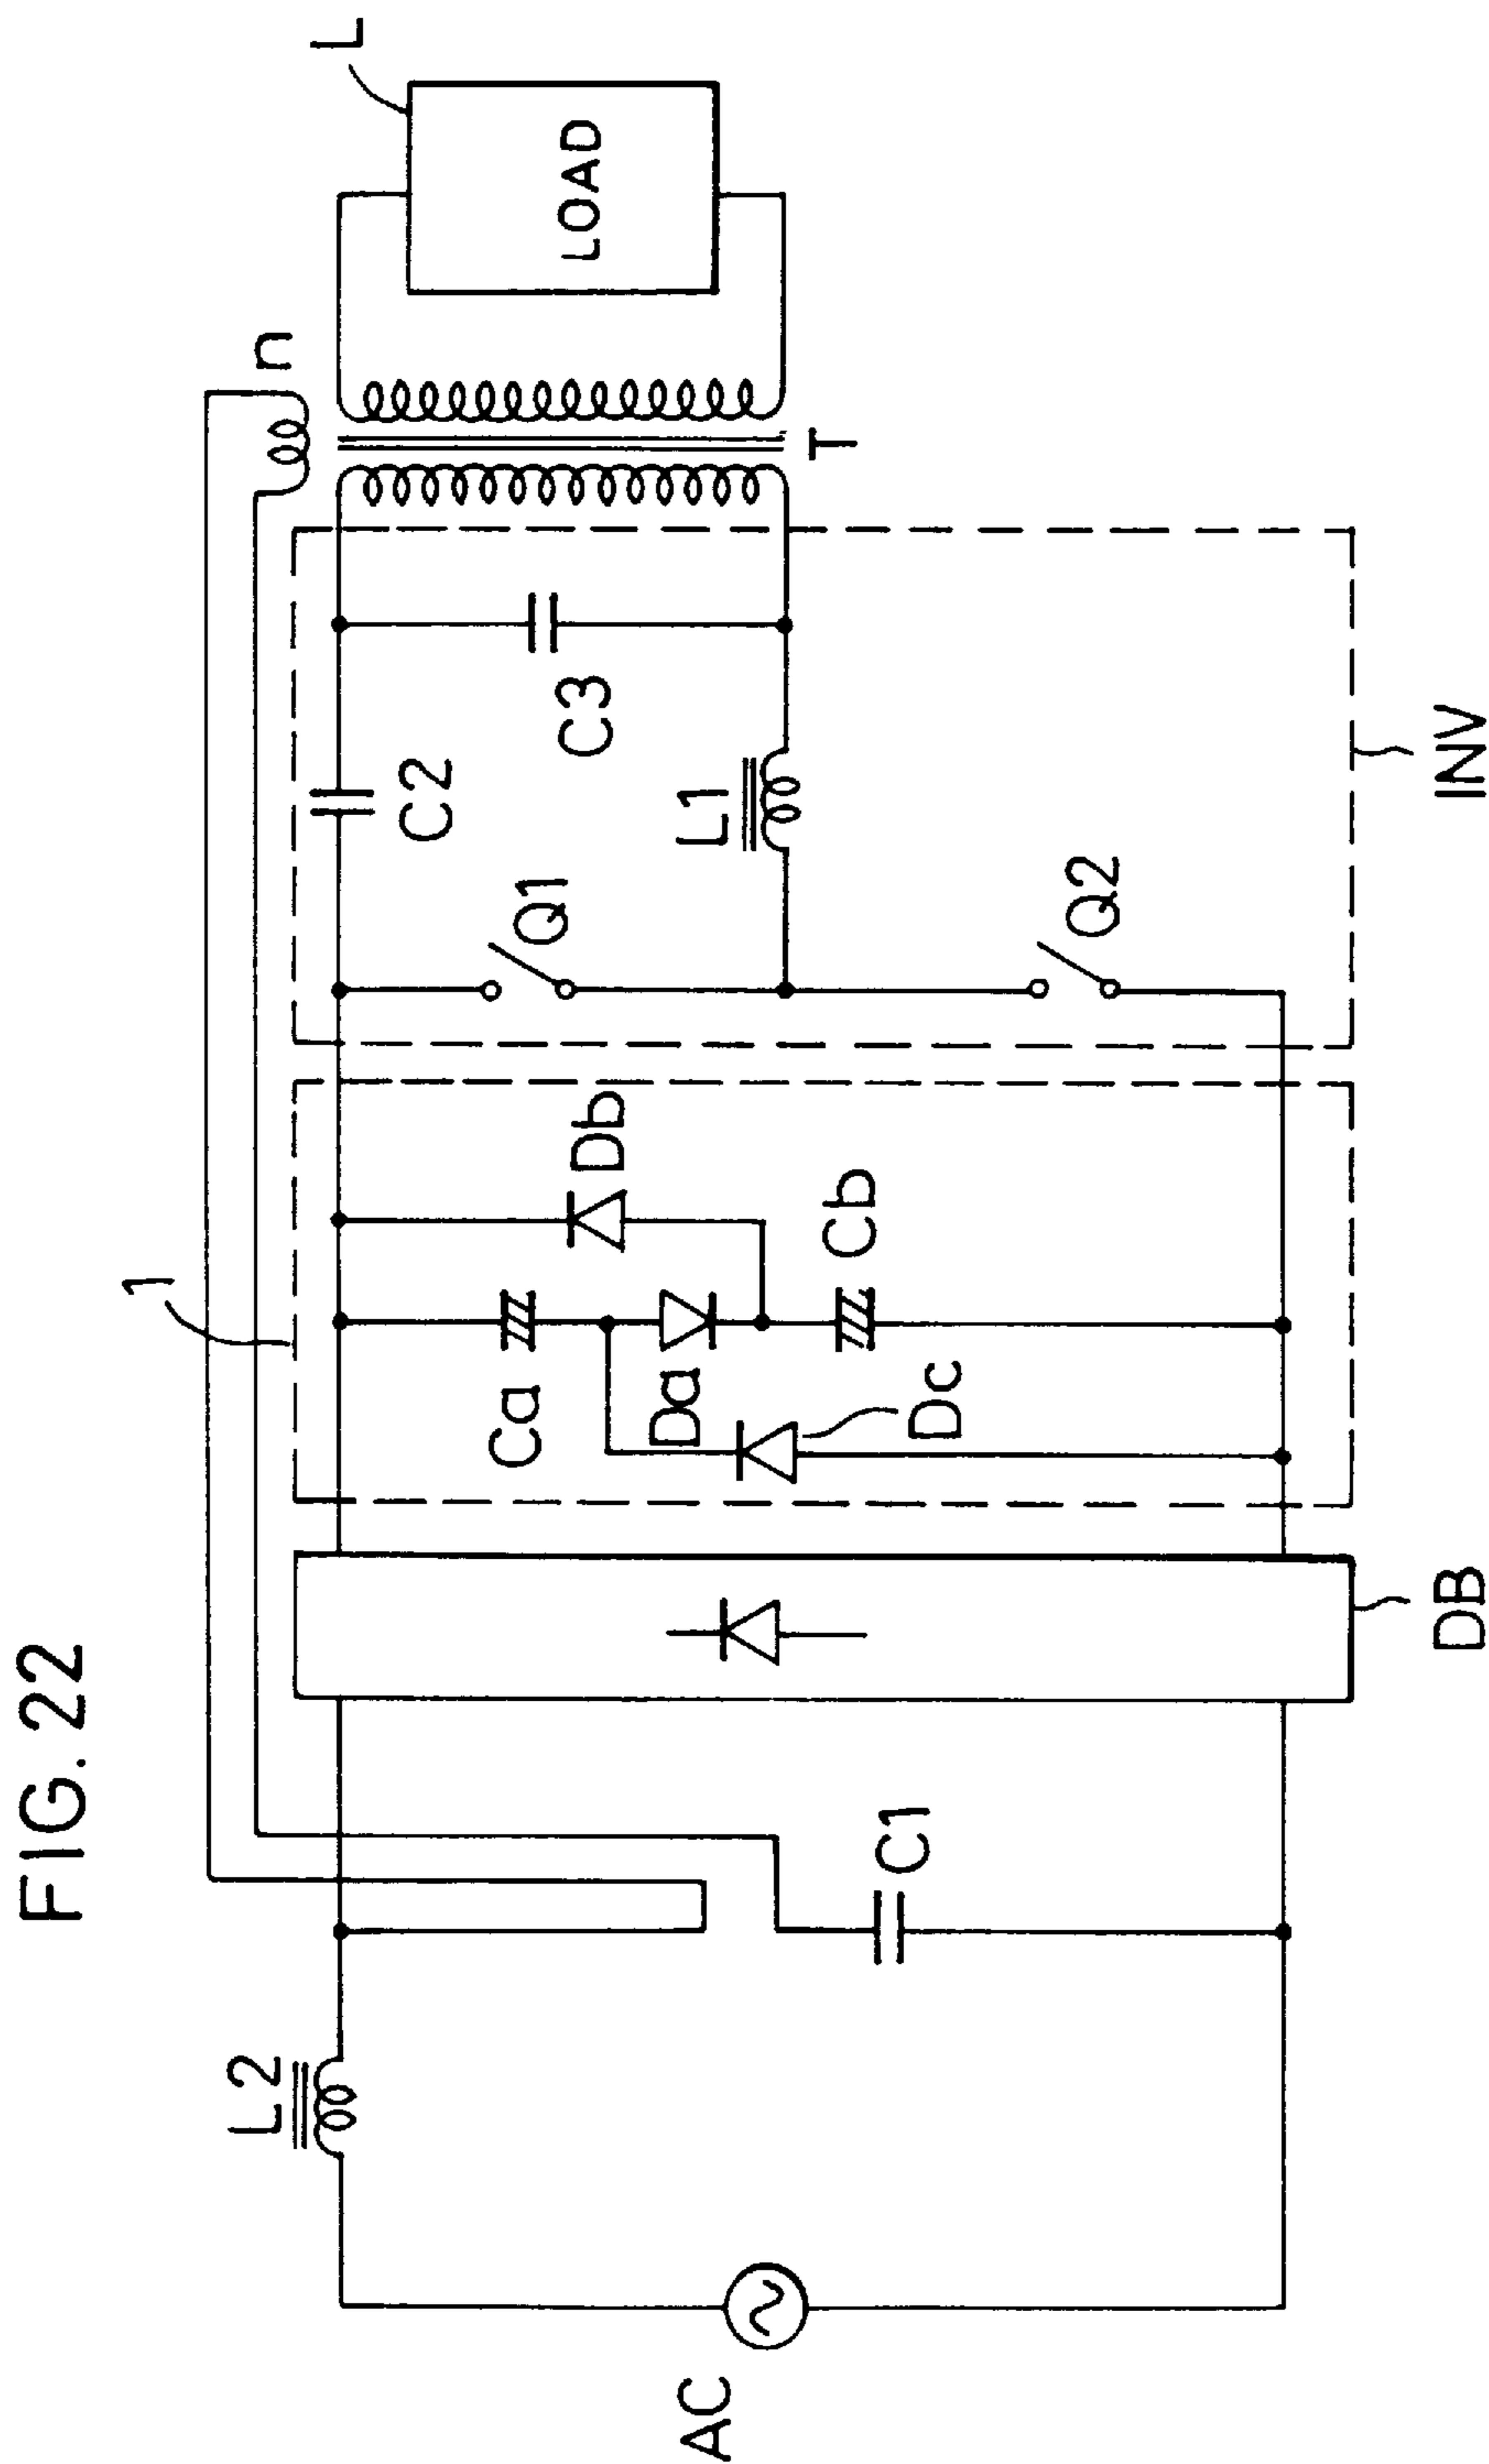 FIG. 22
1
n
L
LOAD
T
L2
AC
C1
DB
Ca
Da
Db
Cb
Dc
Q1
Q2
C2
C3
L1
INV